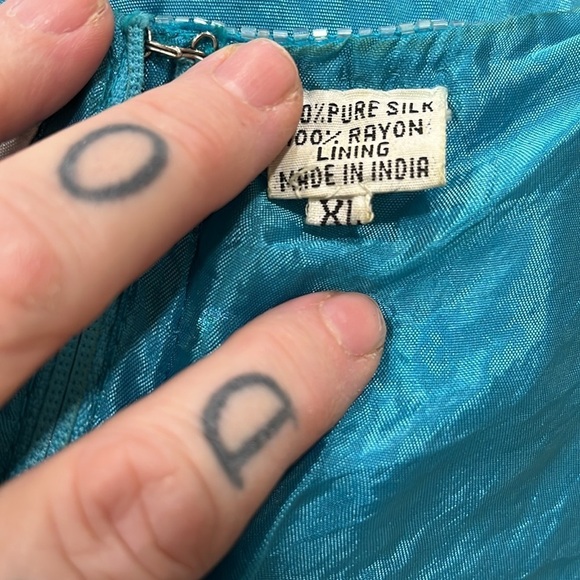 0% PURE SILK
00% RAYON
LINING
MADE IN INDIA
XL
O
D